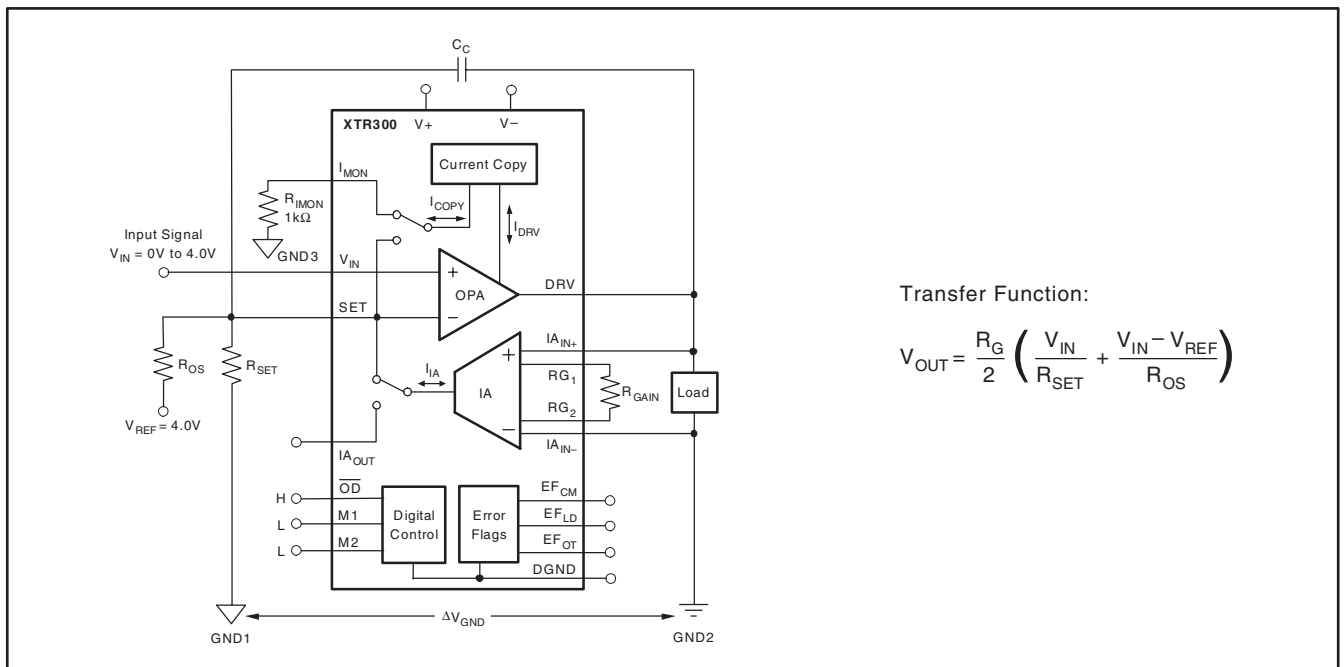 C_C
XTR300
V+
V−
Current Copy
I_MON
R_IMON
1kΩ
GND3
I_COPY
I_DRV
Input Signal
V_IN = 0V to 4.0V
V_IN
+
OPA
−
DRV
SET
R_OS
R_SET
V_REF = 4.0V
I_IA
IA
+
−
IA_IN+
RG_1
R_GAIN
RG_2
IA_IN−
Load
IA_OUT
H
OD
L
M1
L
M2
Digital
Control
Error
Flags
EF_CM
EF_LD
EF_OT
DGND
GND1
ΔV_GND
GND2
Transfer Function:
V_OUT = R_G/2 ( V_IN/R_SET + V_IN − V_REF/R_OS )